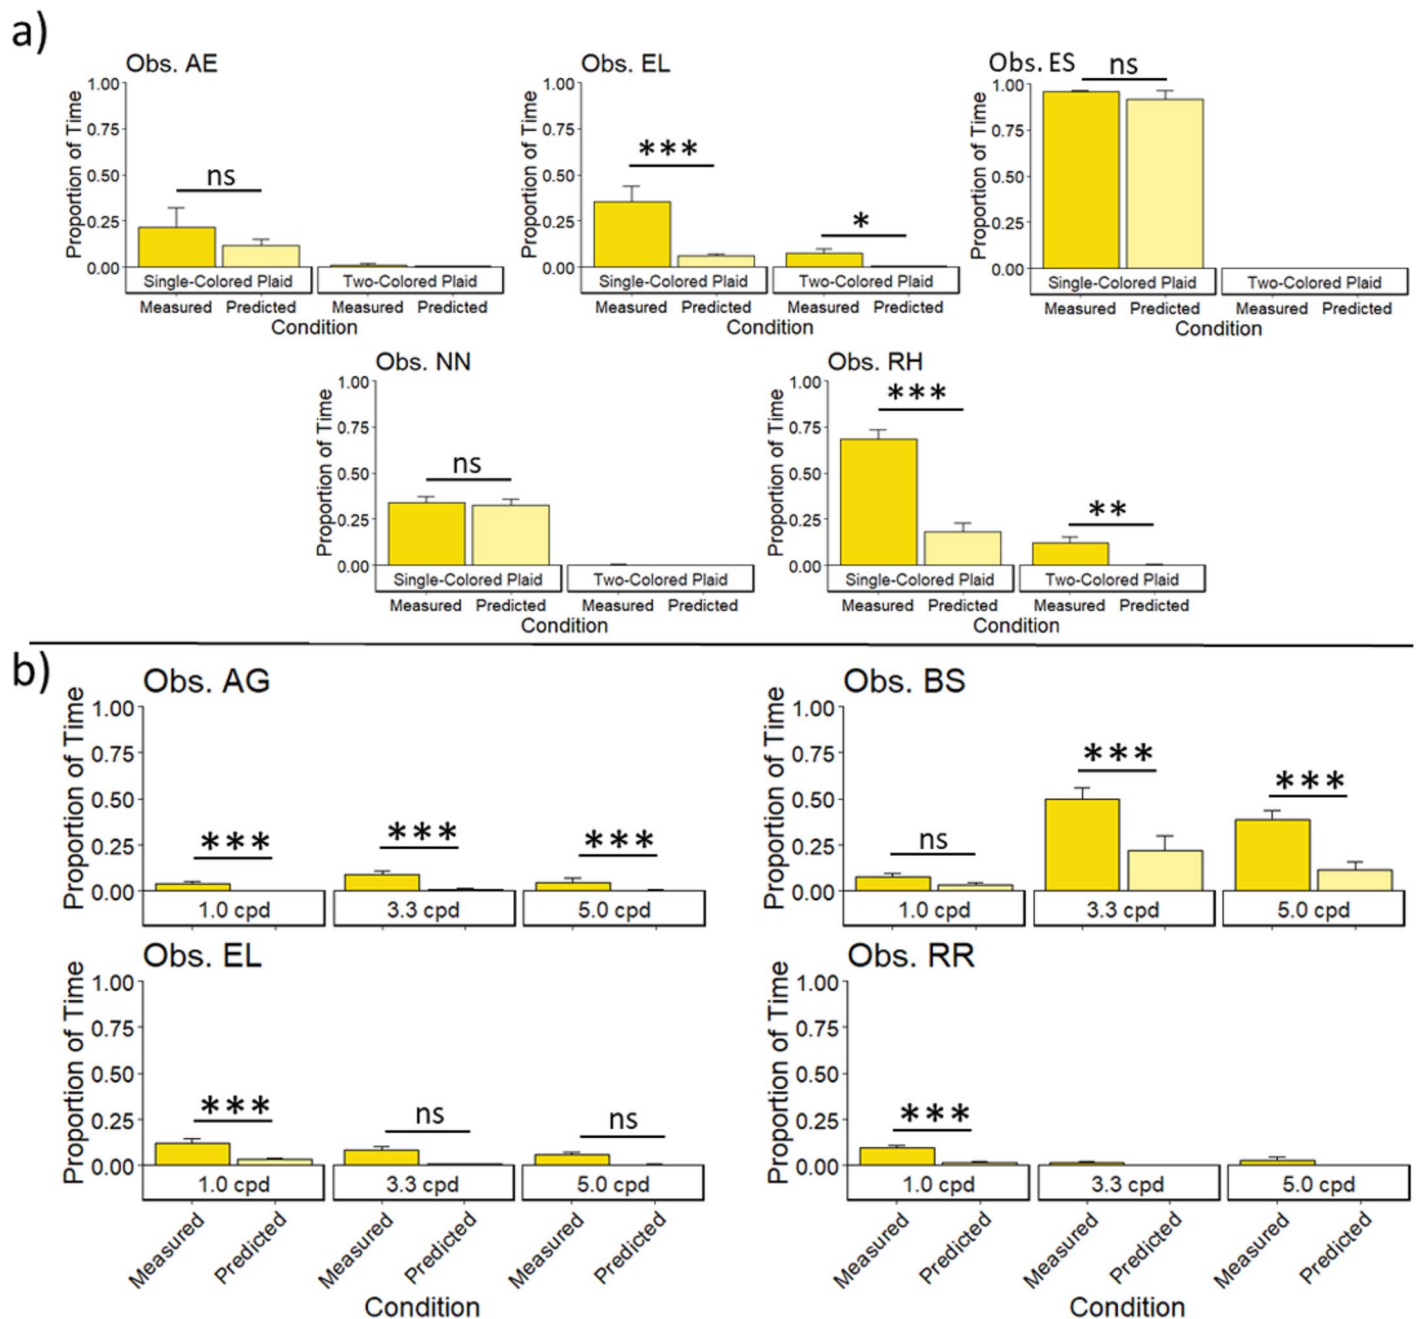 a)
Obs. AE
Obs. EL
Obs. ES
1.00
1.00
1.00
ns
0.75
0.75
0.75
***
0.50
0.50
0.50
ns
*
0.25
0.25
0.25
0.00
0.00
0.00
Proportion of Time
Proportion of Time
Proportion of Time
Single-Colored Plaid Two-Colored Plaid
Single-Colored Plaid Two-Colored Plaid
Single-Colored Plaid Two-Colored Plaid
Measured Predicted Measured Predicted
Measured Predicted Measured Predicted
Measured Predicted Measured Predicted
Condition
Condition
Condition
Obs. NN
Obs. RH
1.00
1.00
***
0.75
0.75
0.50
0.50
ns
**
0.25
0.25
0.00
0.00
Proportion of Time
Proportion of Time
Single-Colored Plaid Two-Colored Plaid
Single-Colored Plaid Two-Colored Plaid
Measured Predicted Measured Predicted
Measured Predicted Measured Predicted
Condition
Condition
b)
Obs. AG
Obs. BS
1.00
1.00
0.75
0.75
0.50
0.50
0.25
0.25
0.00
0.00
*** *** ***
ns *** ***
Proportion of Time
Proportion of Time
1.0 cpd 3.3 cpd 5.0 cpd
1.0 cpd 3.3 cpd 5.0 cpd
Obs. EL
Obs. RR
1.00
1.00
0.75
0.75
0.50
0.50
0.25
0.25
0.00
0.00
*** ns ns
***
Proportion of Time
Proportion of Time
1.0 cpd 3.3 cpd 5.0 cpd
1.0 cpd 3.3 cpd 5.0 cpd
Measured Predicted Measured Predicted Measured Predicted
Measured Predicted Measured Predicted Measured Predicted
Condition
Condition